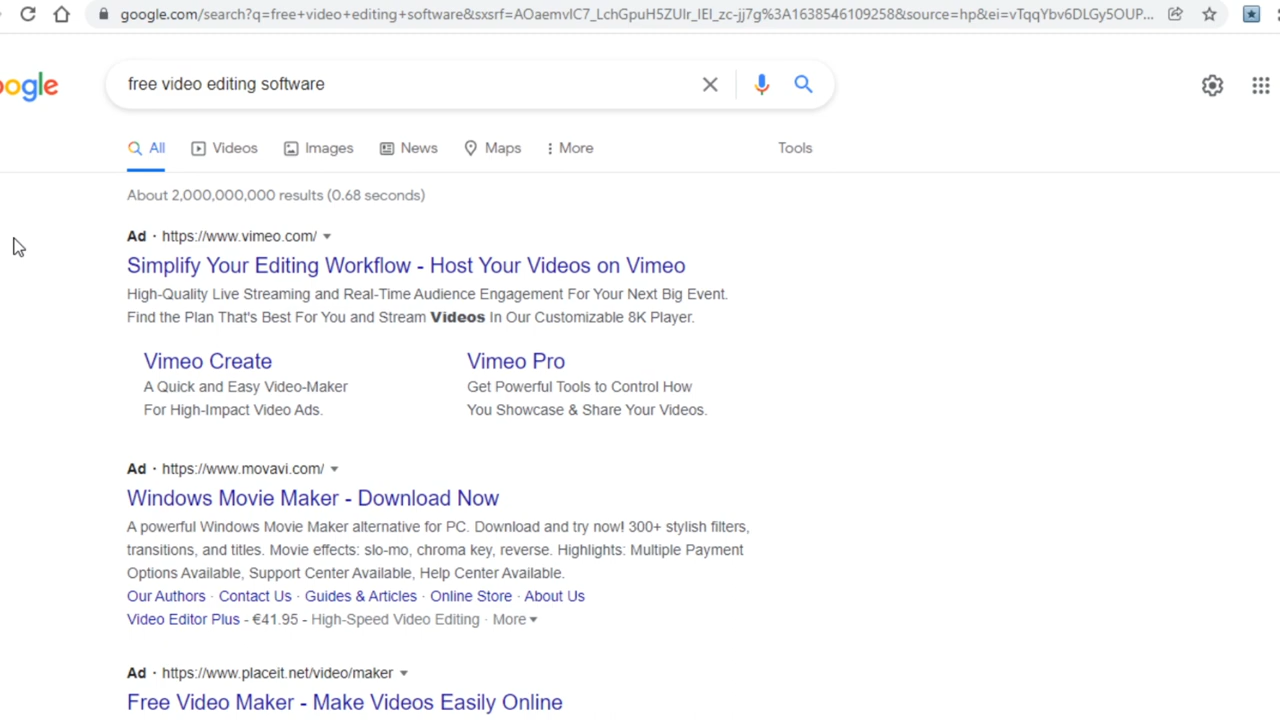 google.com/search?q=free+video+editing+software&sxsrf=AOaemvIC7_LchGpuH5ZUIr_IEI_zc-jj7g%3A1638546109258&source=hp&ei=vTqqYbv6DLGy5OUP...
oogle
free video editing software
All Videos Images News Maps More Tools
About 2,000,000,000 results (0.68 seconds)
Ad · https://www.vimeo.com/
Simplify Your Editing Workflow - Host Your Videos on Vimeo
High-Quality Live Streaming and Real-Time Audience Engagement For Your Next Big Event.
Find the Plan That's Best For You and Stream Videos In Our Customizable 8K Player.
Vimeo Create Vimeo Pro
A Quick and Easy Video-Maker Get Powerful Tools to Control How
For High-Impact Video Ads. You Showcase & Share Your Videos.
Ad · https://www.movavi.com/
Windows Movie Maker - Download Now
A powerful Windows Movie Maker alternative for PC. Download and try now! 300+ stylish filters,
transitions, and titles. Movie effects: slo-mo, chroma key, reverse. Highlights: Multiple Payment
Options Available, Support Center Available, Help Center Available.
Our Authors · Contact Us · Guides & Articles · Online Store · About Us
Video Editor Plus - €41.95 - High-Speed Video Editing · More
Ad · https://www.placeit.net/video/maker
Free Video Maker - Make Videos Easily Online